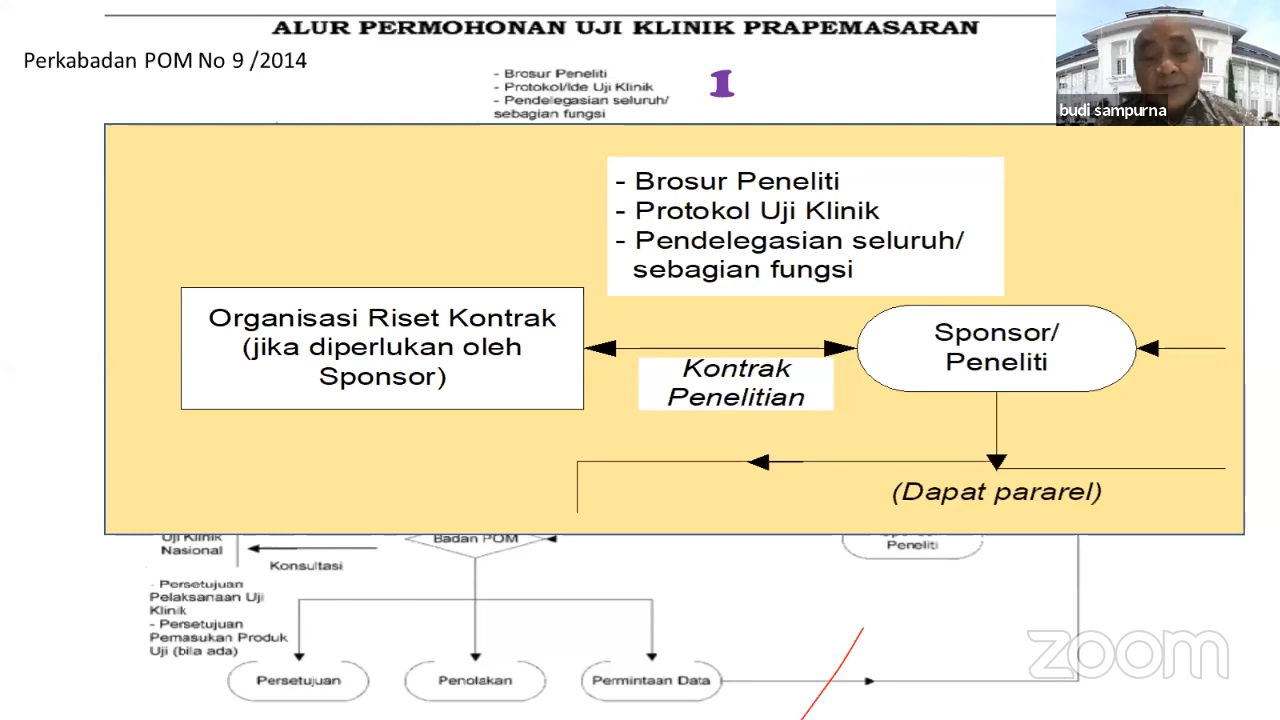 ALUR PERMOHONAN UJI KLINIK PRAPEMASARAN
Perkabadan POM No 9 /2014
- Brosur Peneliti
- Protokol/Ide Uji Klinik
- Pendelegasian seluruh/
sebagian fungsi
1
budi sampurna
- Brosur Peneliti
- Protokol Uji Klinik
- Pendelegasian seluruh/
sebagian fungsi
Organisasi Riset Kontrak
(jika diperlukan oleh
Sponsor)
Kontrak
Penelitian
Sponsor/
Peneliti
(Dapat pararel)
Uji Klinik
Nasional
Badan POM
Peneliti
Konsultasi
- Persetujuan
Pelaksanaan Uji
Klinik
- Persetujuan
Pemasukan Produk
Uji (bila ada)
Persetujuan
Penolakan
Permintaan Data
zoom